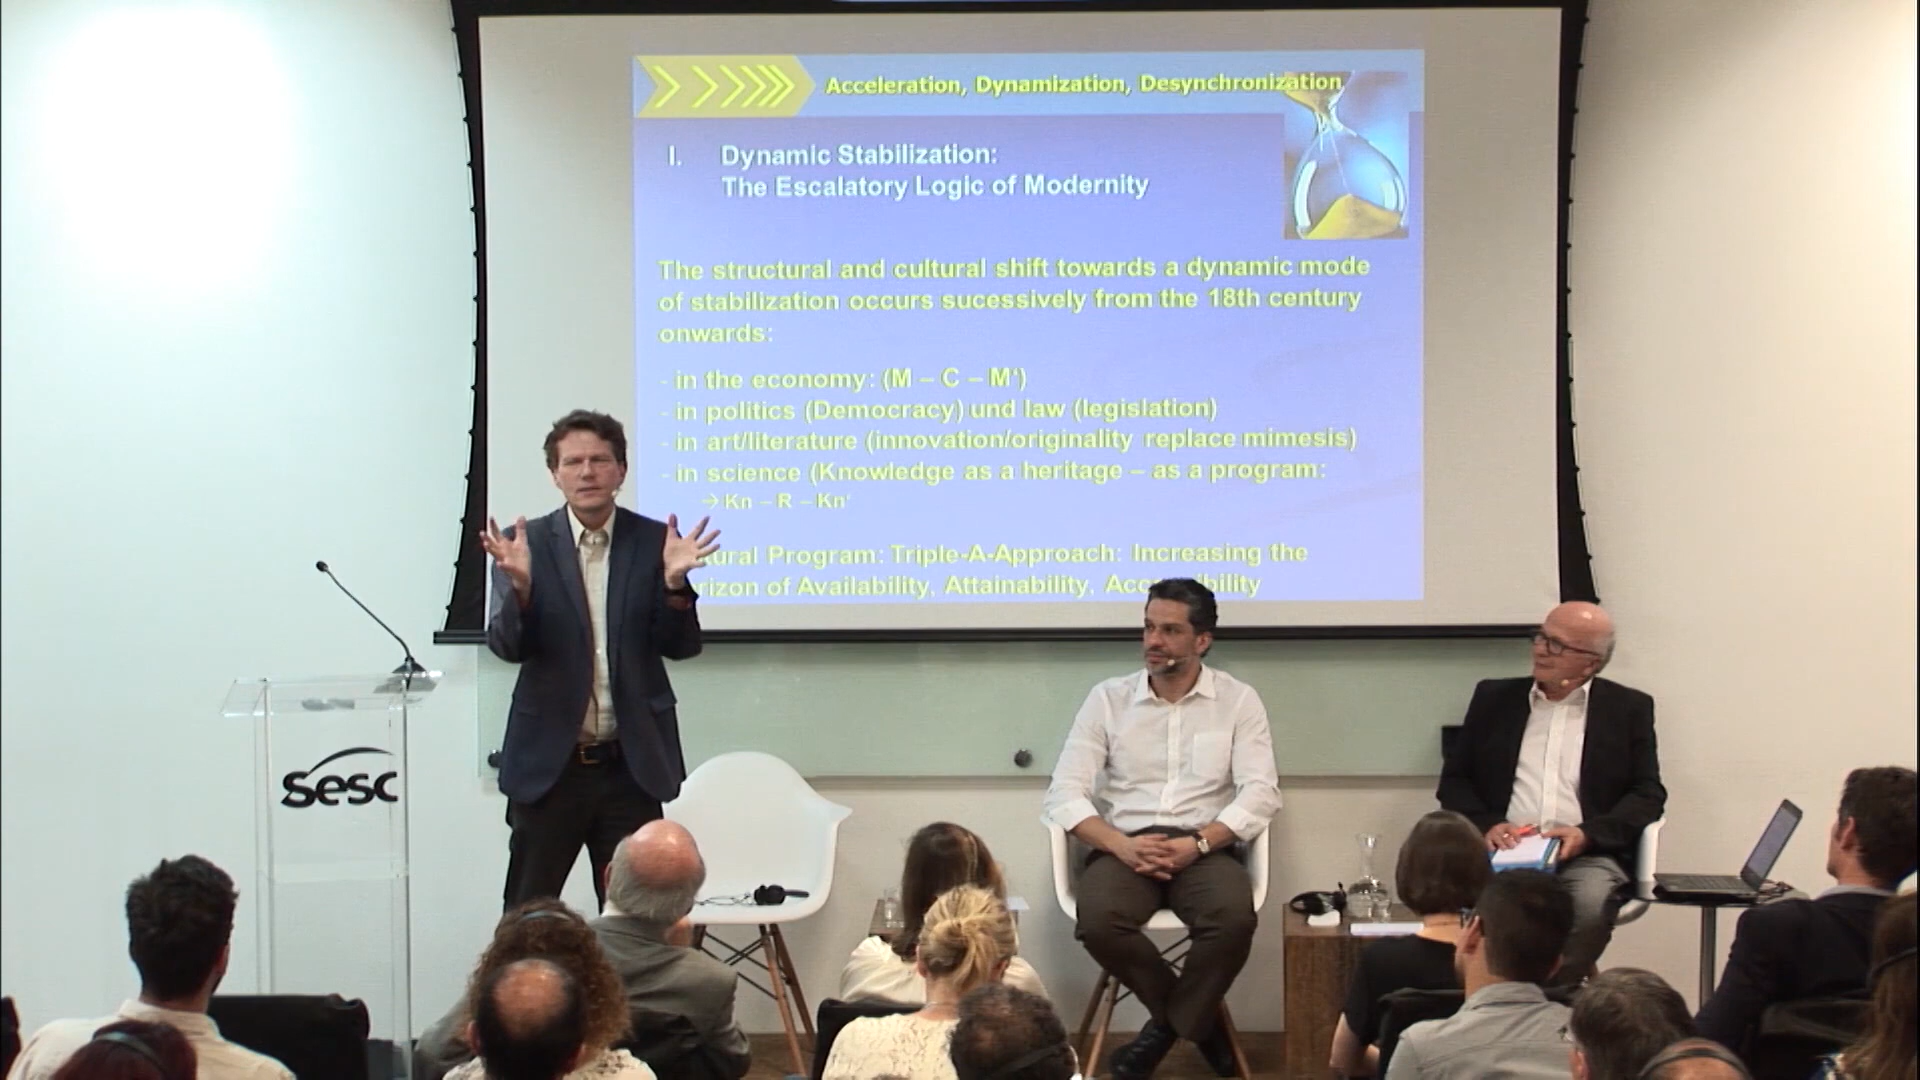 Acceleration, Dynamization, Desynchronization
I. Dynamic Stabilization:
The Escalatory Logic of Modernity
The structural and cultural shift towards a dynamic mode
of stabilization occurs sucessively from the 18th century
onwards:
- in the economy: (M – C – M‘)
- in politics (Democracy) und law (legislation)
- in art/literature (innovation/originality replace mimesis)
- in science (Knowledge as a heritage – as a program:
→ Kn – R – Kn‘
Program: Triple-A-Approach: Increasing the
of Availability, Attainability,
sesc